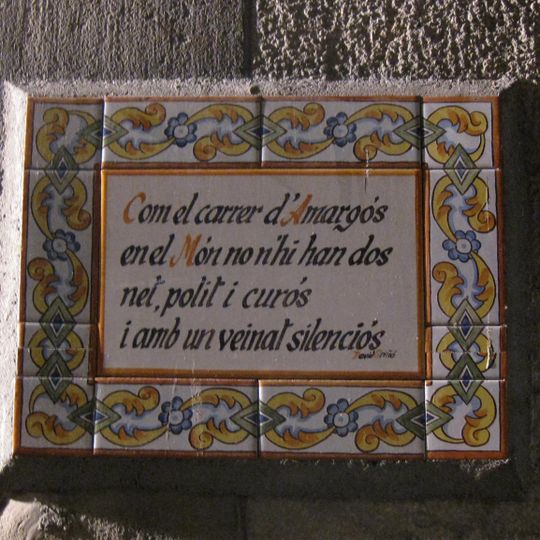 Com el carrer d'Amargós
en el Món no n'hi han dos
net, polit i curós
i amb un veinat silenciós